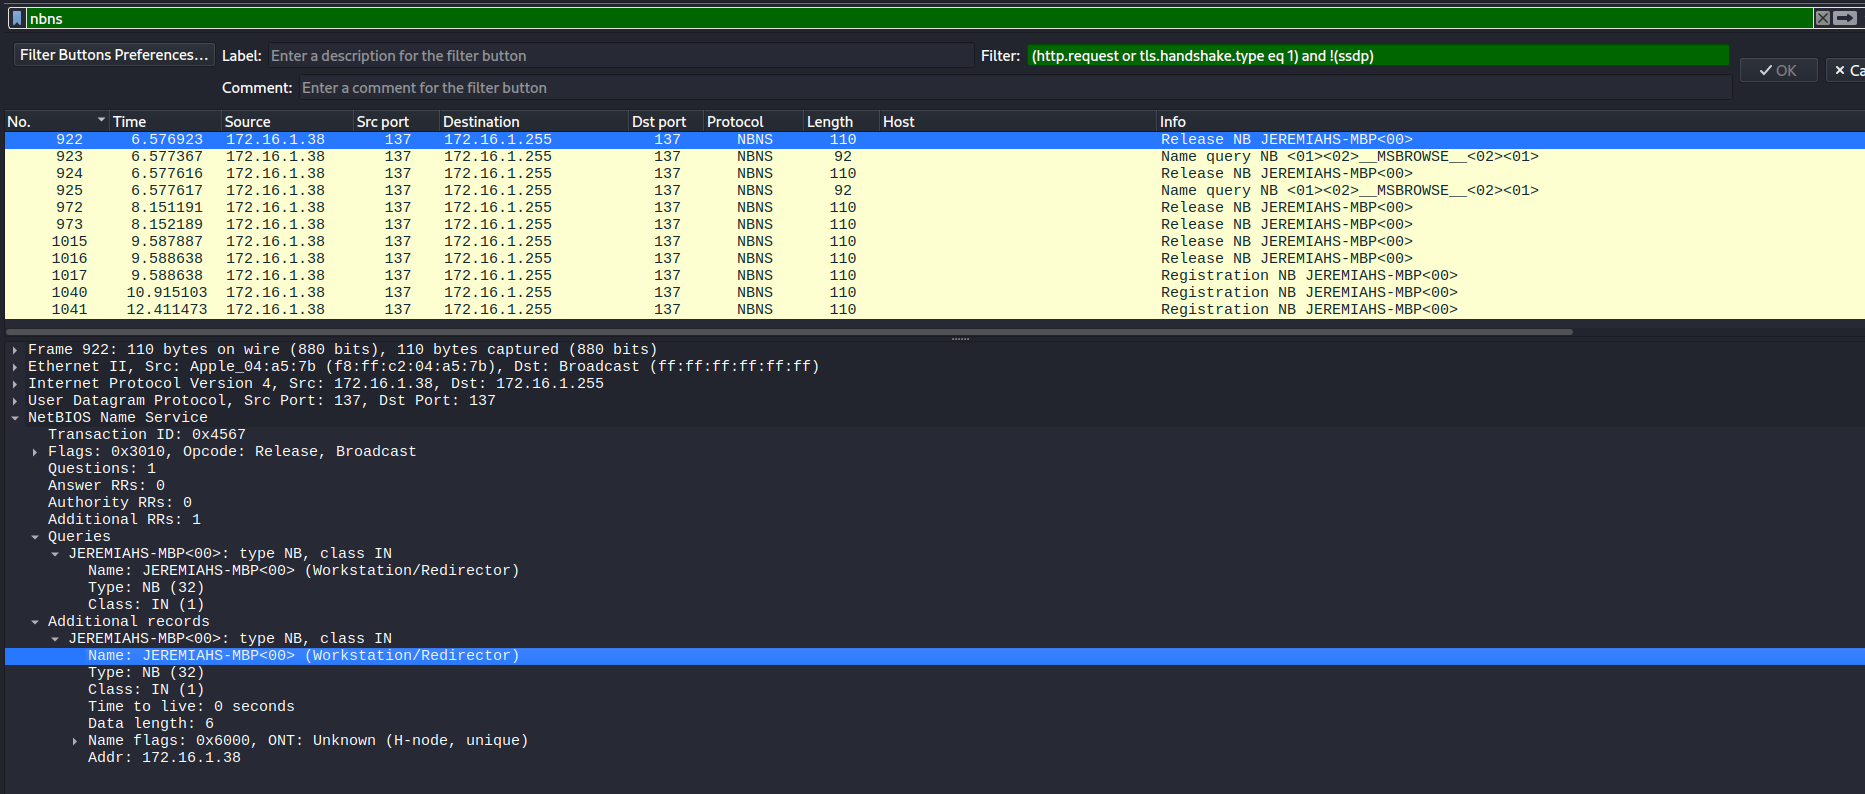 nbns
Filter Buttons Preferences... Label: Enter a description for the filter button Filter: (http.request or tls.handshake.type eq 1) and !(ssdp)
OK Ca
Comment: Enter a comment for the filter button
No. Time Source Src port Destination Dst port Protocol Length Host Info
922 6.576923 172.16.1.38 137 172.16.1.255 137 NBNS 110 Release NB JEREMIAHS-MBP<00>
923 6.577367 172.16.1.38 137 172.16.1.255 137 NBNS 92 Name query NB <01><02>__MSBROWSE__<02><01>
924 6.577616 172.16.1.38 137 172.16.1.255 137 NBNS 110 Release NB JEREMIAHS-MBP<00>
925 6.577617 172.16.1.38 137 172.16.1.255 137 NBNS 92 Name query NB <01><02>__MSBROWSE__<02><01>
972 8.151191 172.16.1.38 137 172.16.1.255 137 NBNS 110 Release NB JEREMIAHS-MBP<00>
973 8.152189 172.16.1.38 137 172.16.1.255 137 NBNS 110 Release NB JEREMIAHS-MBP<00>
1015 9.587887 172.16.1.38 137 172.16.1.255 137 NBNS 110 Release NB JEREMIAHS-MBP<00>
1016 9.588638 172.16.1.38 137 172.16.1.255 137 NBNS 110 Release NB JEREMIAHS-MBP<00>
1017 9.588638 172.16.1.38 137 172.16.1.255 137 NBNS 110 Registration NB JEREMIAHS-MBP<00>
1040 10.915103 172.16.1.38 137 172.16.1.255 137 NBNS 110 Registration NB JEREMIAHS-MBP<00>
1041 12.411473 172.16.1.38 137 172.16.1.255 137 NBNS 110 Registration NB JEREMIAHS-MBP<00>
Frame 922: 110 bytes on wire (880 bits), 110 bytes captured (880 bits)
Ethernet II, Src: Apple_04:a5:7b (f8:ff:c2:04:a5:7b), Dst: Broadcast (ff:ff:ff:ff:ff:ff)
Internet Protocol Version 4, Src: 172.16.1.38, Dst: 172.16.1.255
User Datagram Protocol, Src Port: 137, Dst Port: 137
NetBIOS Name Service
Transaction ID: 0x4567
Flags: 0x3010, Opcode: Release, Broadcast
Questions: 1
Answer RRs: 0
Authority RRs: 0
Additional RRs: 1
Queries
JEREMIAHS-MBP<00>: type NB, class IN
Name: JEREMIAHS-MBP<00> (Workstation/Redirector)
Type: NB (32)
Class: IN (1)
Additional records
JEREMIAHS-MBP<00>: type NB, class IN
Name: JEREMIAHS-MBP<00> (Workstation/Redirector)
Type: NB (32)
Class: IN (1)
Time to live: 0 seconds
Data length: 6
Name flags: 0x6000, ONT: Unknown (H-node, unique)
Addr: 172.16.1.38